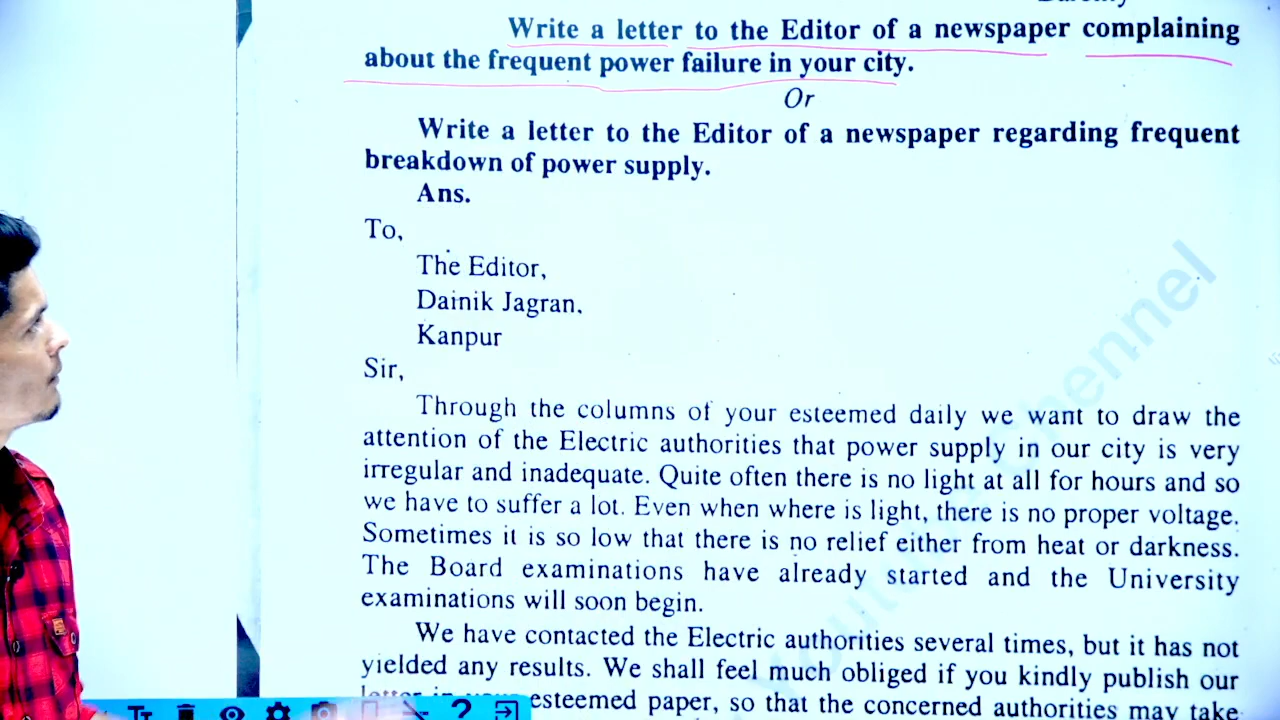 Write a letter to the Editor of a newspaper complaining
about the frequent power failure in your city.
Or
Write a letter to the Editor of a newspaper regarding frequent
breakdown of power supply.
Ans.
To,
The Editor,
Dainik Jagran.
Kanpur
Sir,
Through the columns of your esteemed daily we want to draw the
attention of the Electric authorities that power supply in our city is very
irregular and inadequate. Quite often there is no light at all for hours and so
we have to suffer a lot. Even when where is light, there is no proper voltage.
Sometimes it is so low that there is no relief either from heat or darkness.
The Board examinations have already started and the University
examinations will soon begin.
We have contacted the Electric authorities several times, but it has not
yielded any results. We shall feel much obliged if you kindly publish our
letter in your esteemed paper, so that the concerned authorities may take